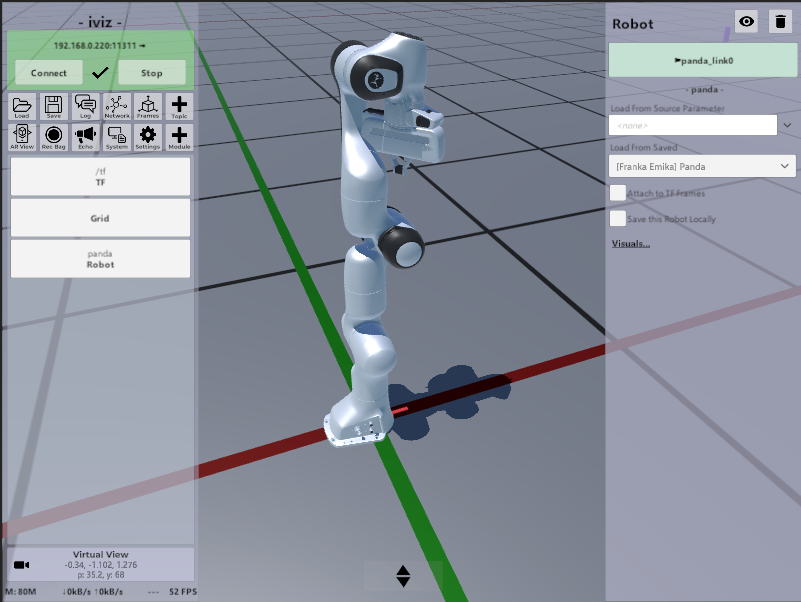 - iviz -
192.168.0.220:11311 →
Connect
Stop
Load
Save
Log
Network
Frames
Topic
AR View
Rec Bag
Echo
System
Settings
Module
/tf
TF
Grid
panda
Robot
Virtual View
-0.34, -1.102, 1.276
p: 35.2, y: 68
M: 80M
↓0kB/s ↑0kB/s
---
52 FPS
Robot
►panda_link0
- panda -
Load From Source Parameter
<none>
Load From Saved
[Franka Emika] Panda
Attach to TF Frames
Save this Robot Locally
Visuals...